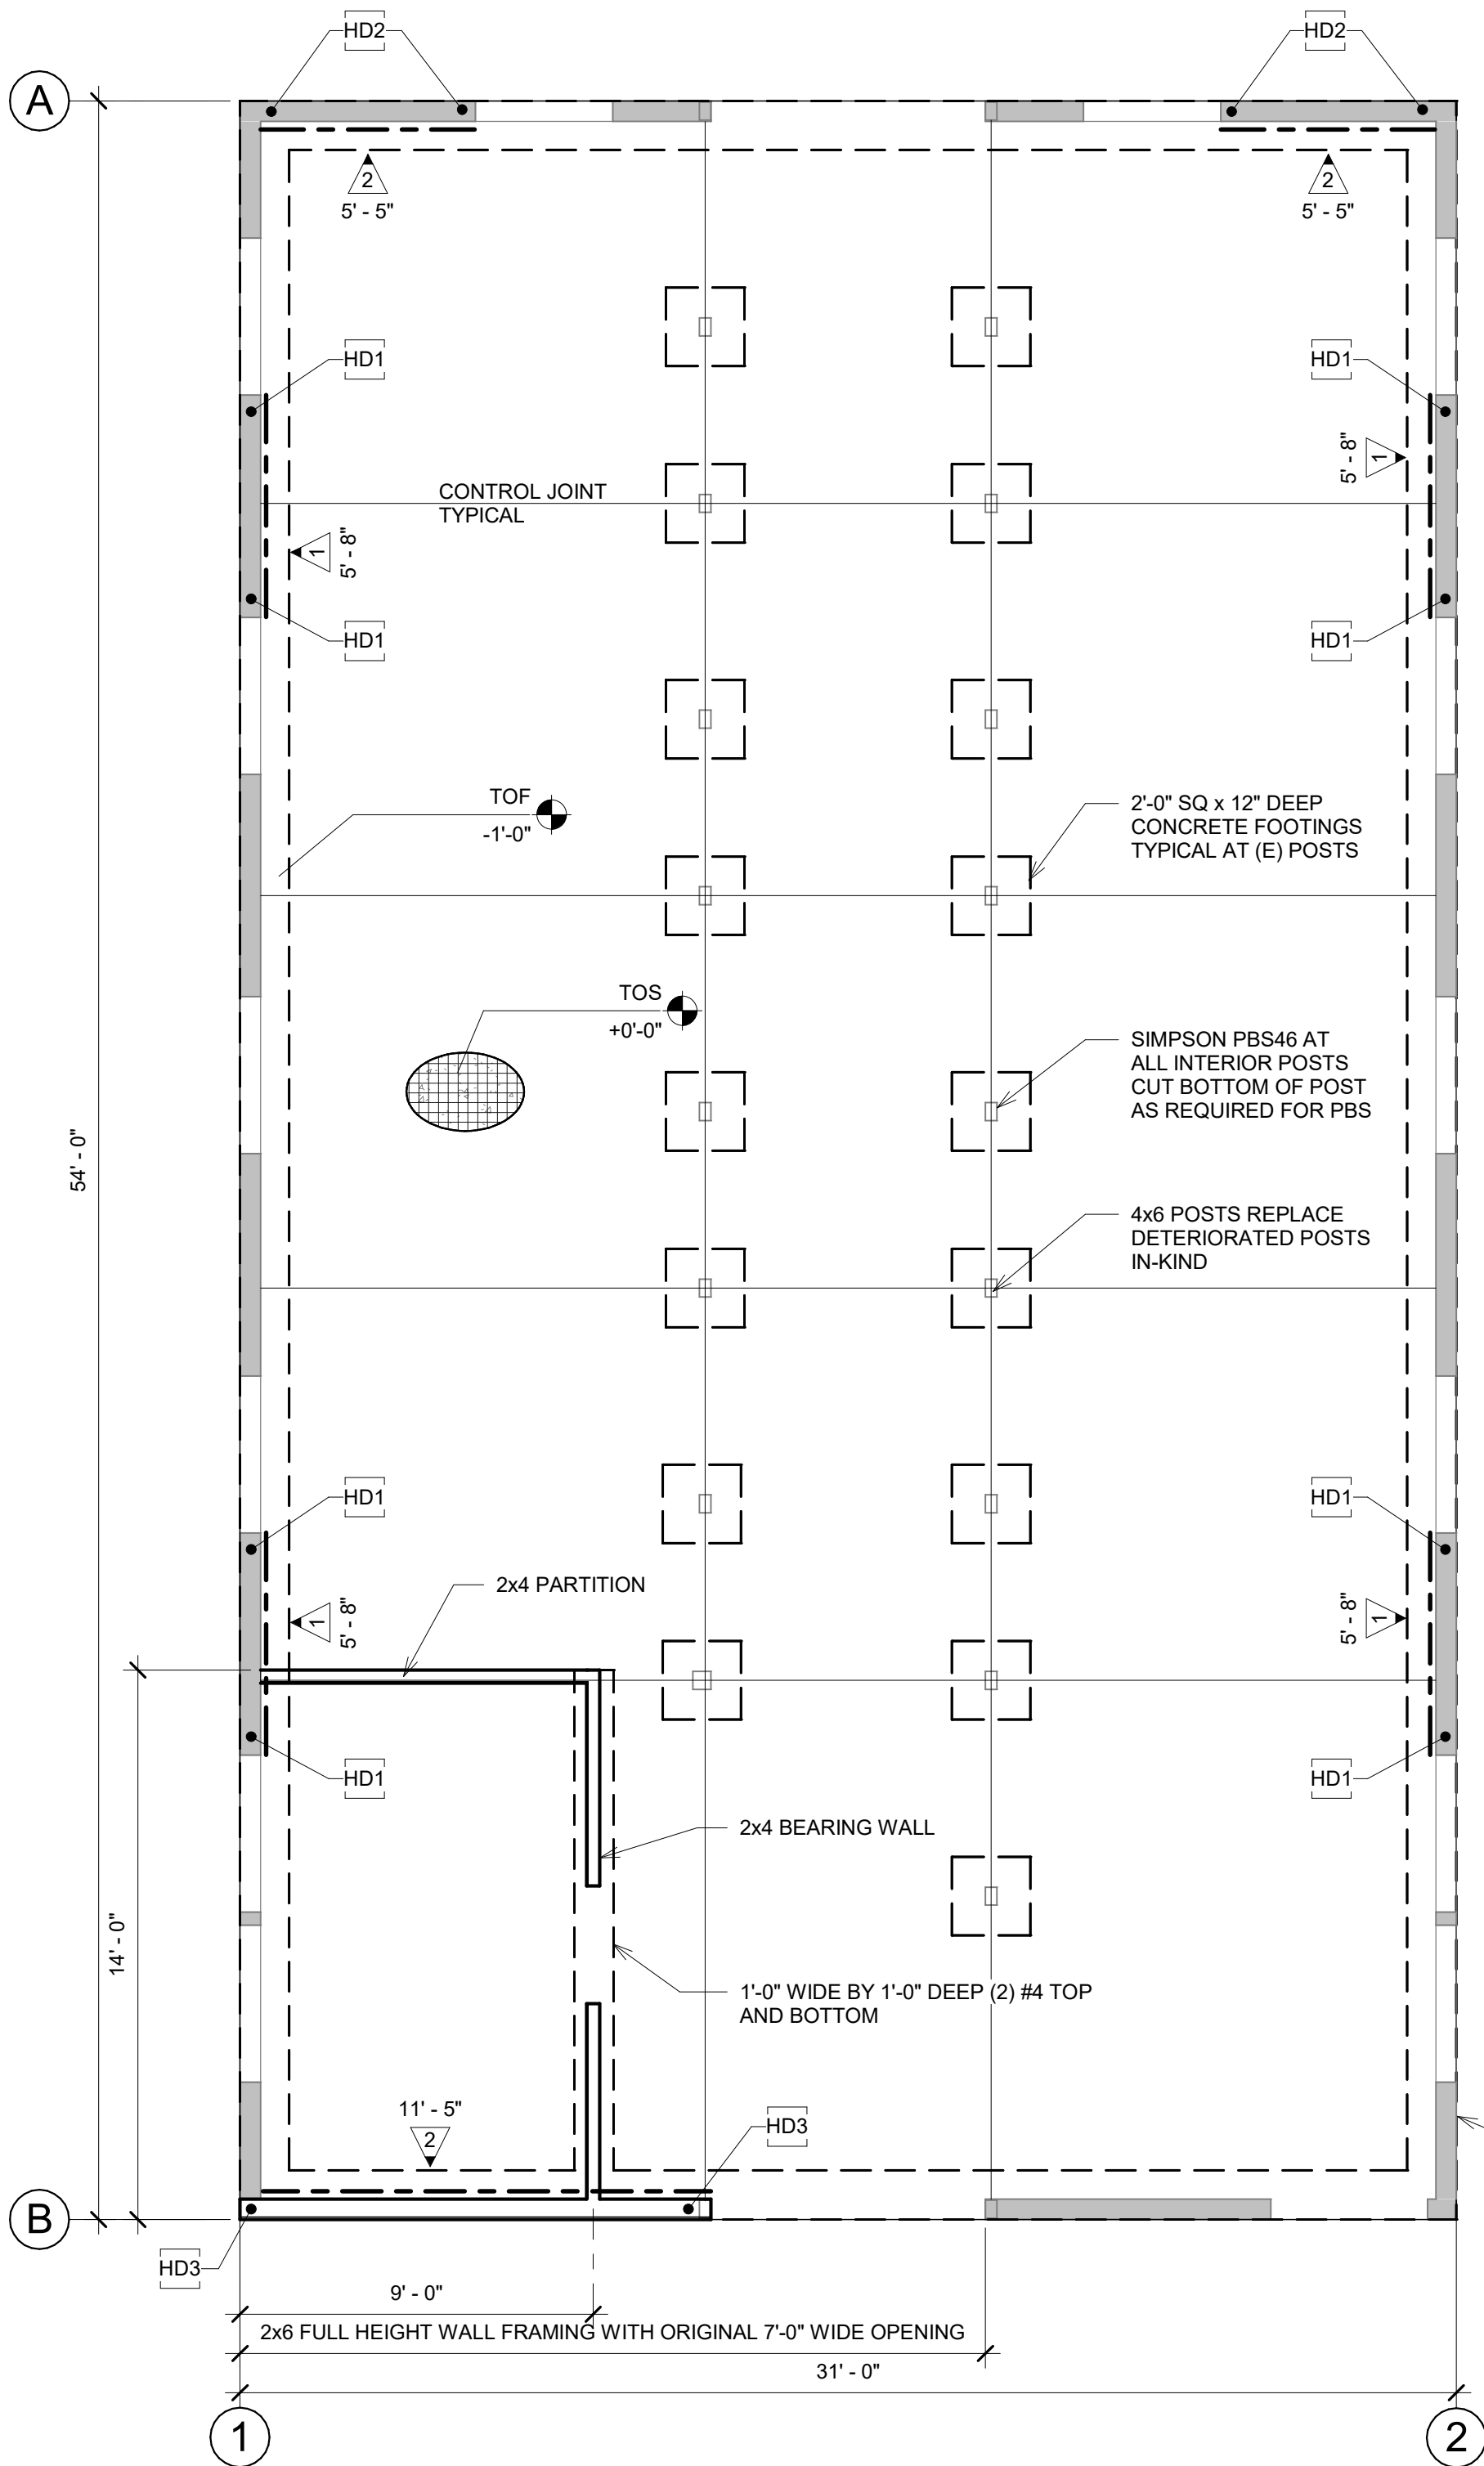 HD2
HD2
A
2
5' - 5"
2
5' - 5"
HD1
HD1
5' - 8"
1
CONTROL JOINT
TYPICAL
1
5' - 8"
HD1
HD1
TOF
-1'-0"
2'-0" SQ x 12" DEEP
CONCRETE FOOTINGS
TYPICAL AT (E) POSTS
TOS
+0'-0"
SIMPSON PBS46 AT
ALL INTERIOR POSTS
CUT BOTTOM OF POST
AS REQUIRED FOR PBS
54' - 0"
4x6 POSTS REPLACE
DETERIORATED POSTS
IN-KIND
HD1
HD1
2x4 PARTITION
1
5' - 8"
5' - 8"
1
HD1
HD1
2x4 BEARING WALL
14' - 0"
1'-0" WIDE BY 1'-0" DEEP (2) #4 TOP
AND BOTTOM
11' - 5"
2
HD3
B
HD3
9' - 0"
2x6 FULL HEIGHT WALL FRAMING WITH ORIGINAL 7'-0" WIDE OPENING
31' - 0"
1
2